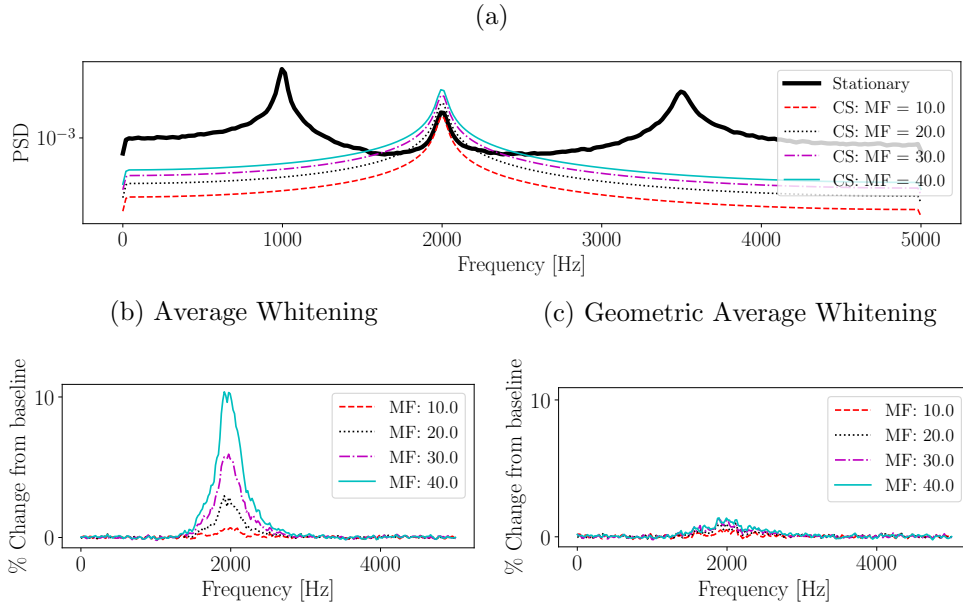 (a)
PSD
10⁻³
Stationary
CS: MF = 10.0
CS: MF = 20.0
CS: MF = 30.0
CS: MF = 40.0
0 1000 2000 3000 4000 5000
Frequency [Hz]
(b) Average Whitening
% Change from baseline
10
0
MF: 10.0
MF: 20.0
MF: 30.0
MF: 40.0
0 2000 4000
Frequency [Hz]
(c) Geometric Average Whitening
% Change from baseline
10
0
MF: 10.0
MF: 20.0
MF: 30.0
MF: 40.0
0 2000 4000
Frequency [Hz]